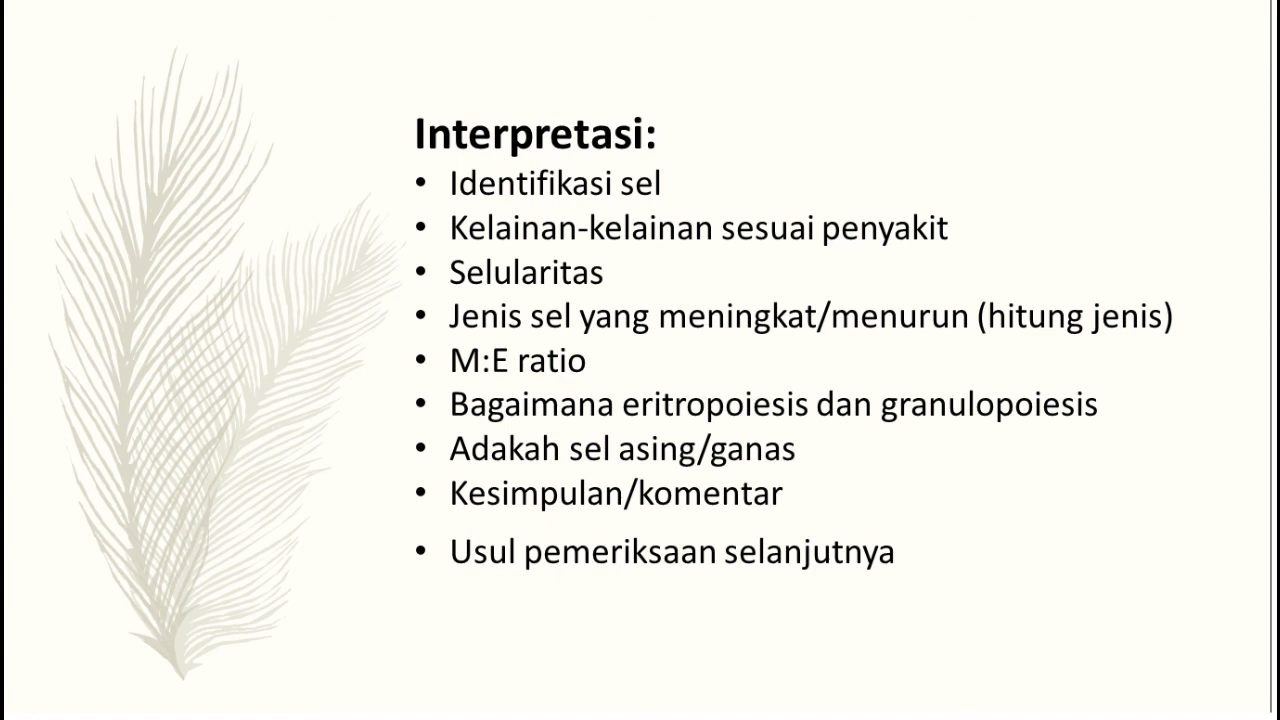 Interpretasi:
• Identifikasi sel
• Kelainan-kelainan sesuai penyakit
• Selularitas
• Jenis sel yang meningkat/menurun (hitung jenis)
• M:E ratio
• Bagaimana eritropoiesis dan granulopoiesis
• Adakah sel asing/ganas
• Kesimpulan/komentar
• Usul pemeriksaan selanjutnya